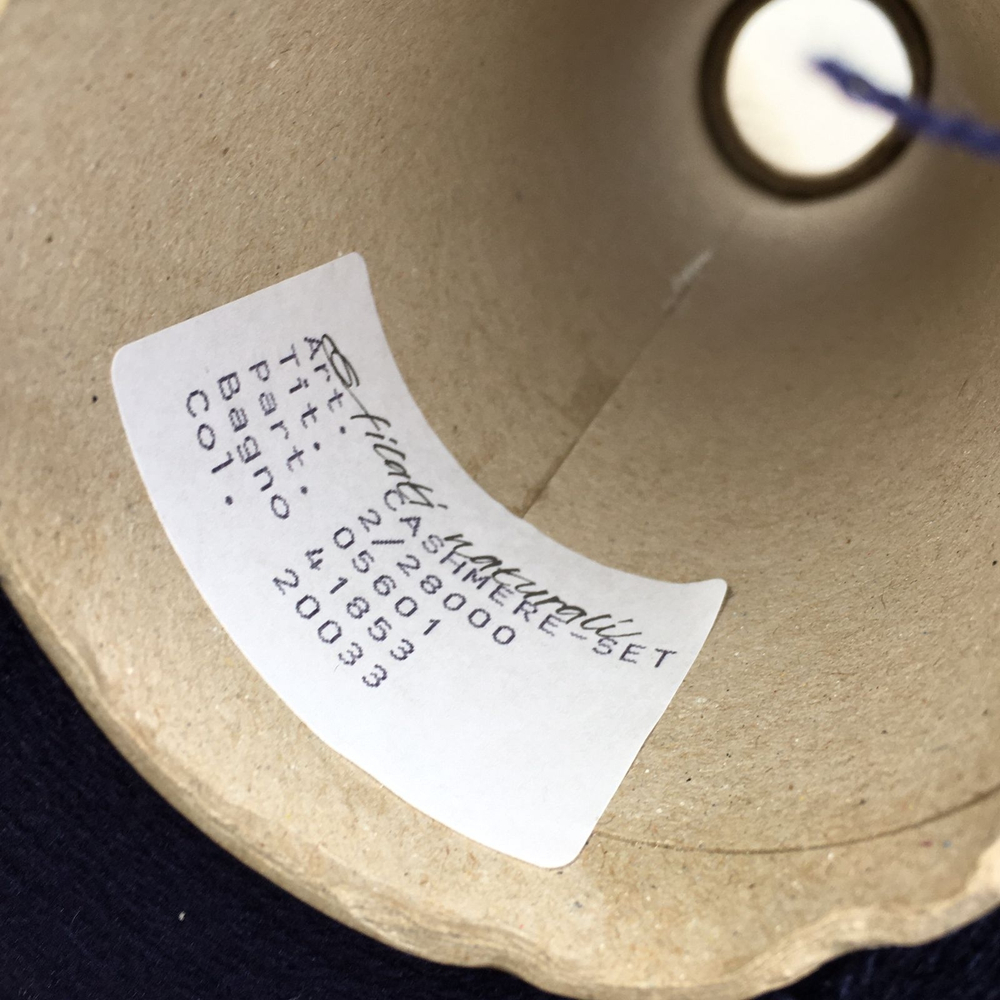 filati naturali
Art. CASHMERE-SET
Tit. 2/28000
Part. 05601
Bagno 41853
Col. 20033